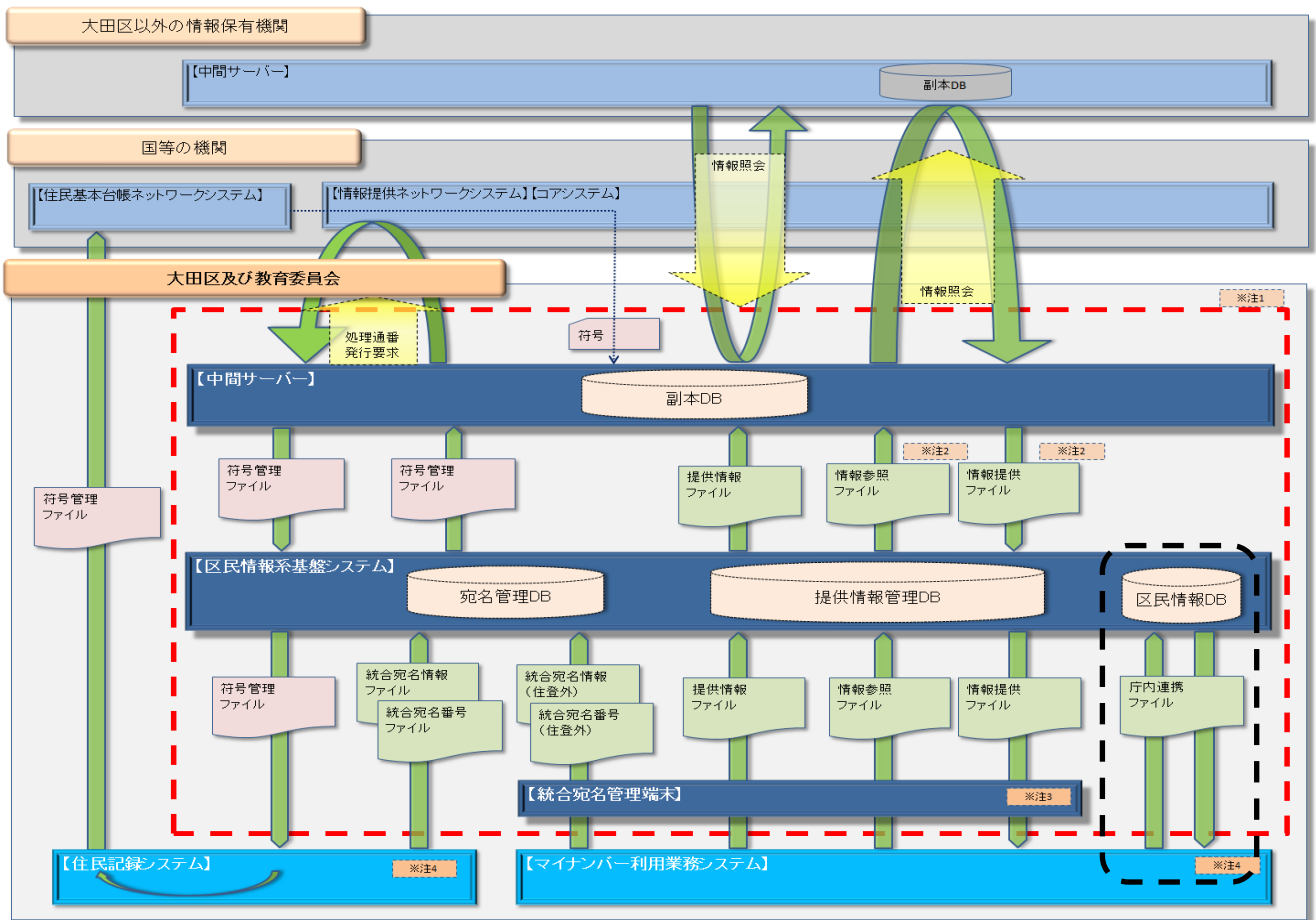 大田区以外の情報保有機関
【中間サーバー】
副本DB
国等の機関
【住民基本台帳ネットワークシステム】
【情報提供ネットワークシステム】【コアシステム】
情報照会
情報照会
大田区及び教育委員会
※注1
処理通番
発行要求
符号
【中間サーバー】
副本DB
符号管理
ファイル
符号管理
ファイル
符号管理
ファイル
提供情報
ファイル
※注2
情報参照
ファイル
※注2
情報提供
ファイル
【区民情報系基盤システム】
宛名管理DB
提供情報管理DB
区民情報DB
符号管理
ファイル
統合宛名情報
ファイル
統合宛名番号
ファイル
統合宛名情報
(住登外)
統合宛名番号
(住登外)
提供情報
ファイル
情報参照
ファイル
情報提供
ファイル
庁内連携
ファイル
【統合宛名管理端末】
※注3
【住民記録システム】
※注4
【マイナンバー利用業務システム】
※注4